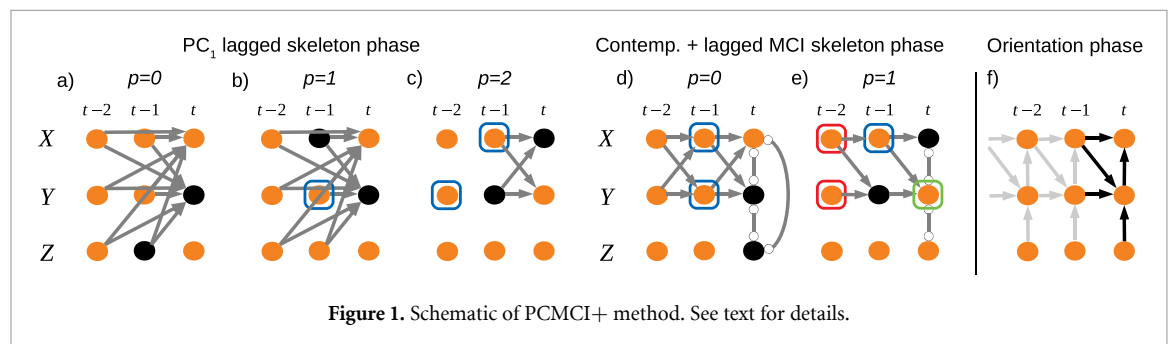 PC1 lagged skeleton phase
Contemp. + lagged MCI skeleton phase
Orientation phase
a) p=0
b) p=1
c) p=2
d) p=0
e) p=1
f)
t−2 t−1 t
t−2 t−1 t
t−2 t−1 t
t−2 t−1 t
t−2 t−1 t
t−2 t−1 t
X
X
Y
Y
Z
Z
Figure 1. Schematic of PCMCI+ method. See text for details.